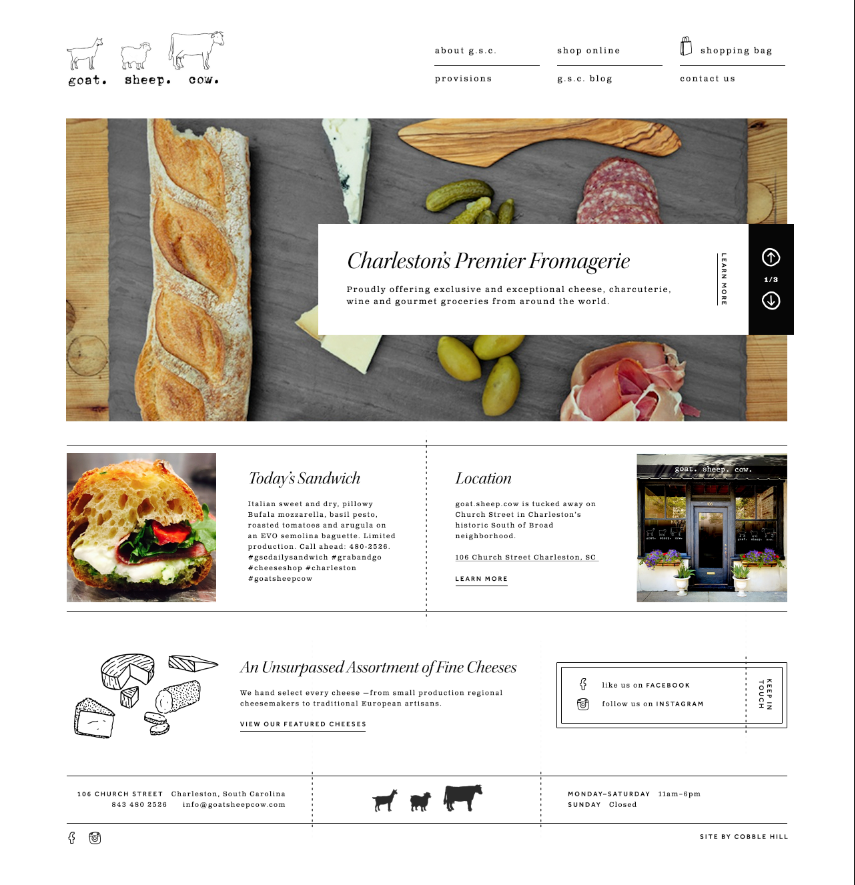 goat. sheep. cow.
about g.s.c.
shop online
shopping bag
provisions
g.s.c. blog
contact us
Charleston's Premier Fromagerie
Proudly offering exclusive and exceptional cheese, charcuterie,
wine and gourmet groceries from around the world.
LEARN MORE
1/3
Today's Sandwich
Italian sweet and dry, pillowy
Bufala mozzarella, basil pesto,
roasted tomatoes and arugula on
an EVO semolina baguette. Limited
production. Call ahead: 480-2526.
#gscdailysandwich #grabandgo
#cheeseshop #charleston
#goatsheepcow
Location
goat.sheep.cow is tucked away on
Church Street in Charleston's
historic South of Broad
neighborhood.
106 Church Street Charleston, SC
LEARN MORE
goat. sheep. cow.
An Unsurpassed Assortment of Fine Cheeses
We hand select every cheese —from small production regional
cheesemakers to traditional European artisans.
VIEW OUR FEATURED CHEESES
like us on FACEBOOK
follow us on INSTAGRAM
KEEP IN
TOUCH
106 CHURCH STREET Charleston, South Carolina
843 480 2526 info@goatsheepcow.com
MONDAY–SATURDAY 11am–6pm
SUNDAY Closed
SITE BY COBBLE HILL